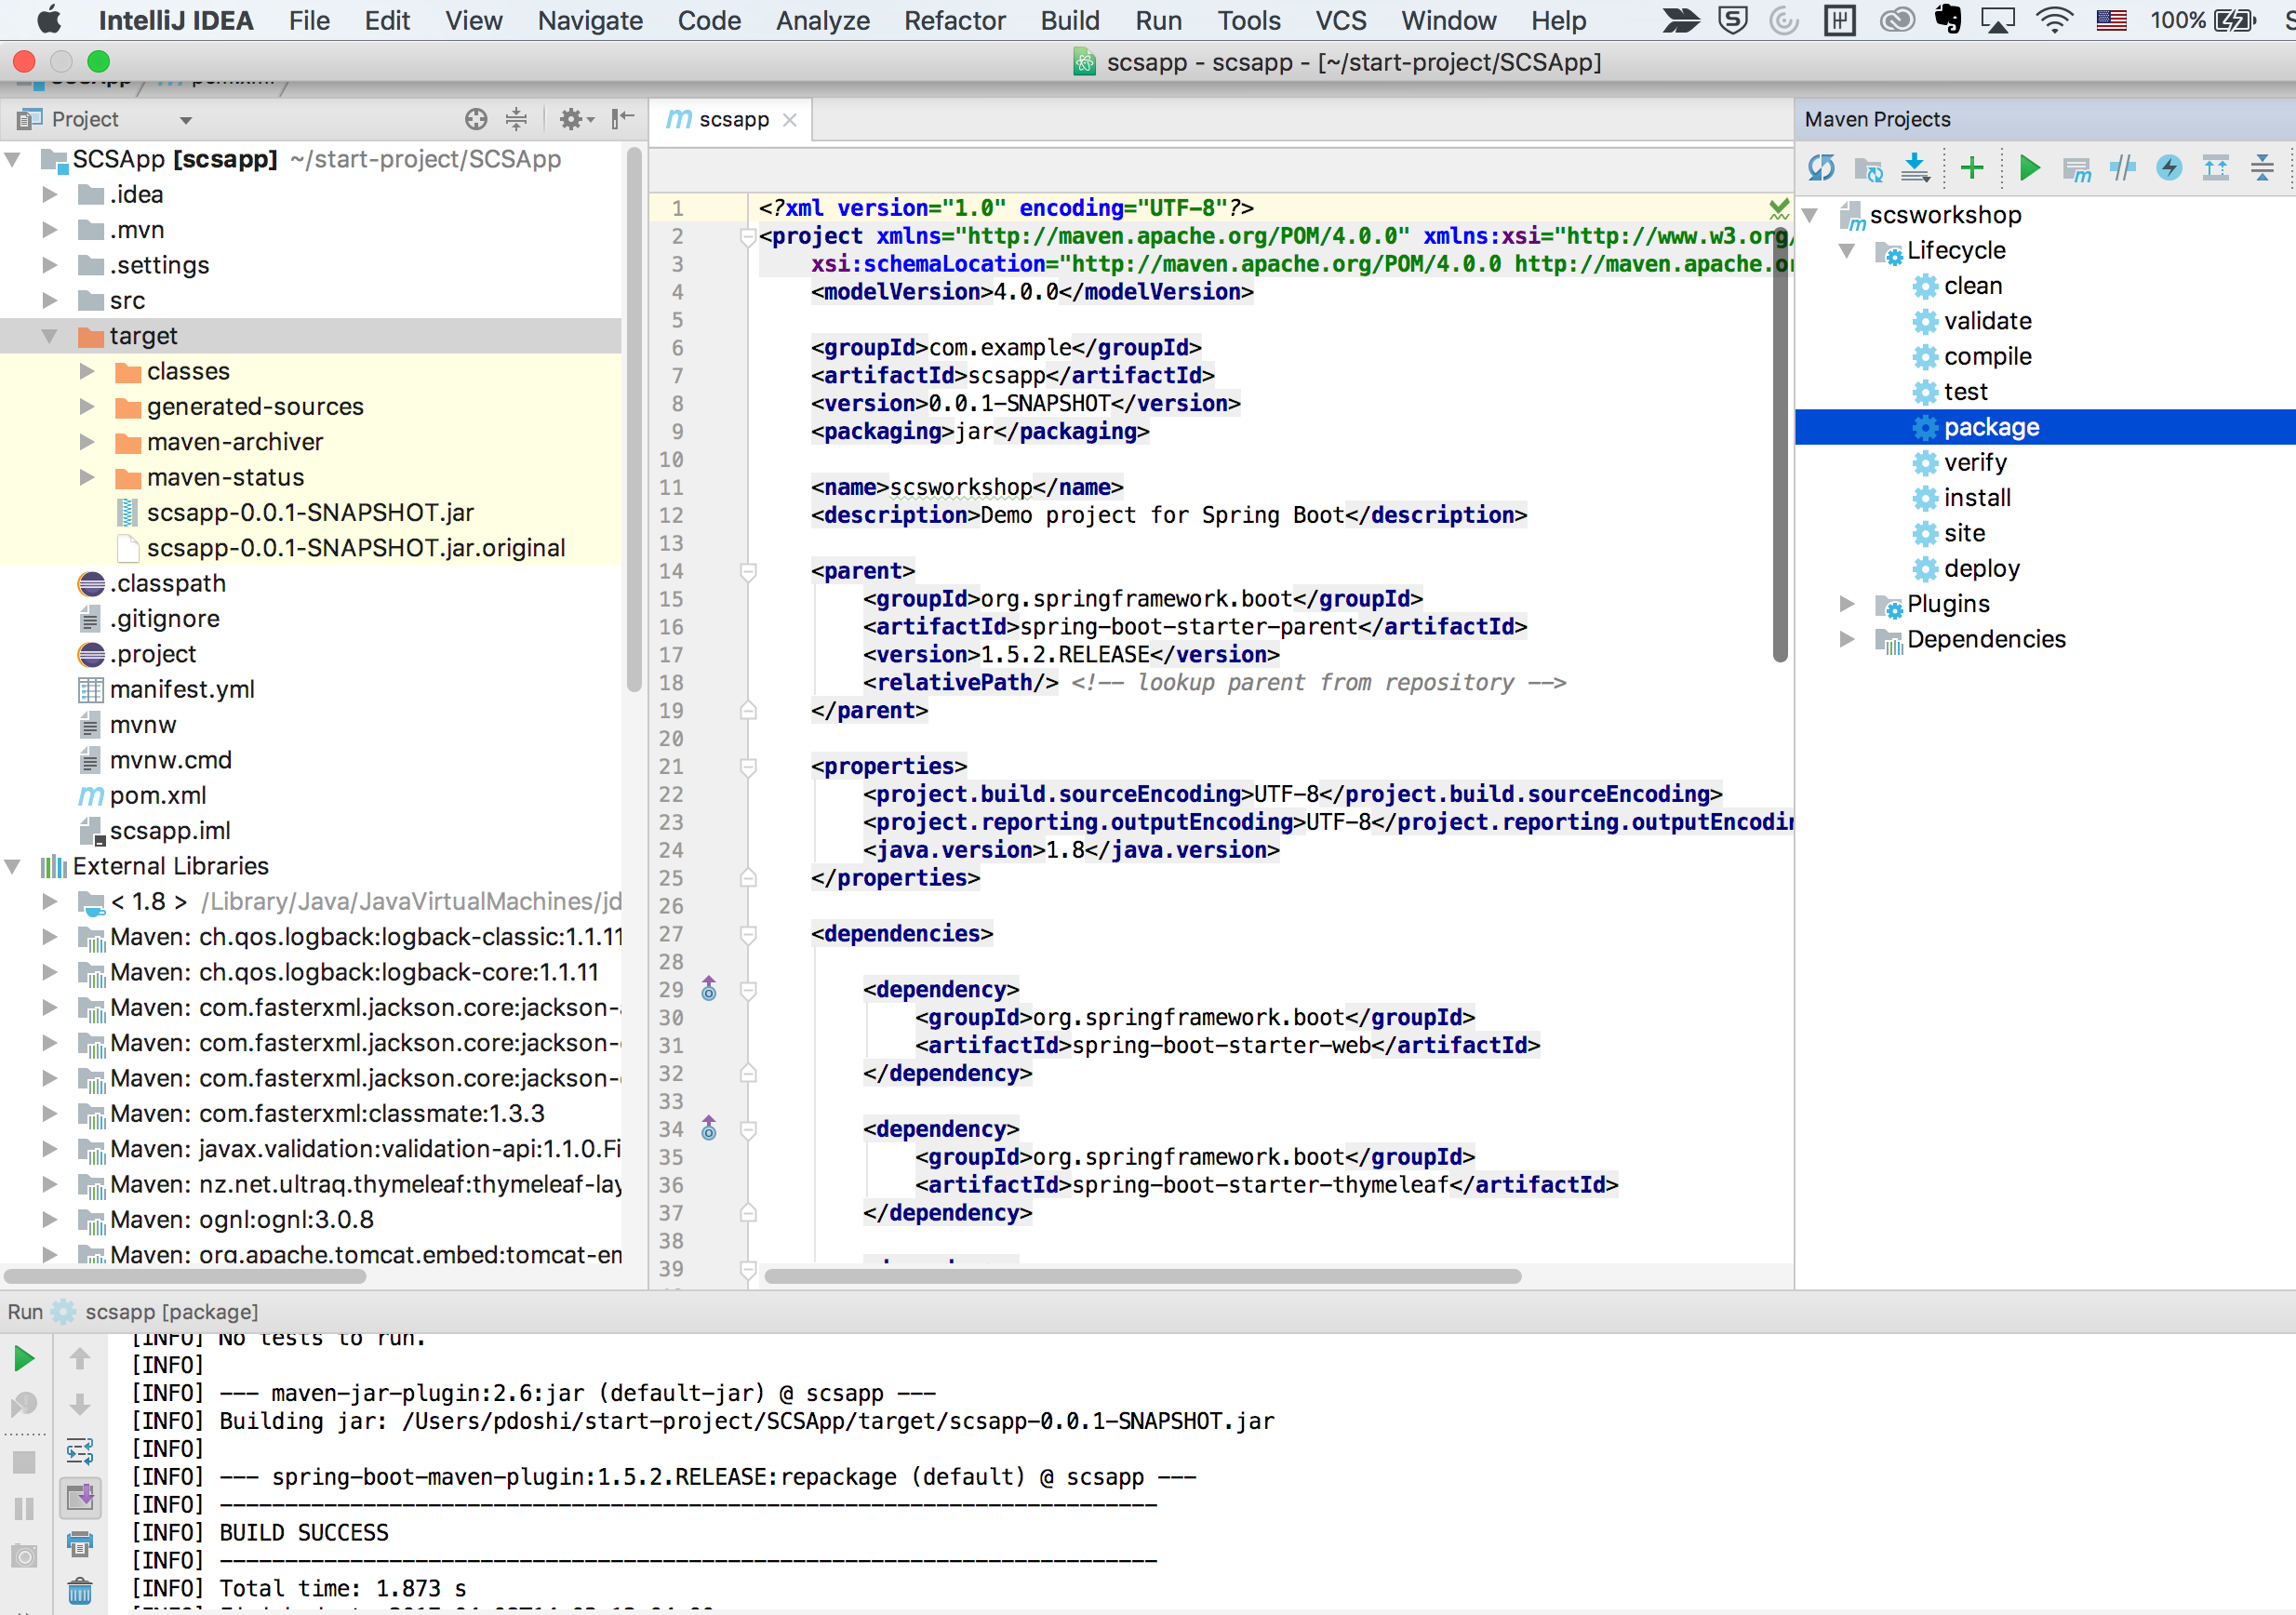 IntelliJ IDEA File Edit View Navigate Code Analyze Refactor Build Run Tools VCS Window Help 100%
scsapp - scsapp - [~/start-project/SCSApp]
SCSApp pom.xml
Project
scsapp
Maven Projects
SCSApp [scsapp] ~/start-project/SCSApp
.idea
.mvn
.settings
src
target
classes
generated-sources
maven-archiver
maven-status
scsapp-0.0.1-SNAPSHOT.jar
scsapp-0.0.1-SNAPSHOT.jar.original
.classpath
.gitignore
.project
manifest.yml
mvnw
mvnw.cmd
pom.xml
scsapp.iml
External Libraries
< 1.8 > /Library/Java/JavaVirtualMachines/jd
Maven: ch.qos.logback:logback-classic:1.1.11
Maven: ch.qos.logback:logback-core:1.1.11
Maven: com.fasterxml.jackson.core:jackson-
Maven: com.fasterxml.jackson.core:jackson-
Maven: com.fasterxml.jackson.core:jackson-
Maven: com.fasterxml:classmate:1.3.3
Maven: javax.validation:validation-api:1.1.0.Fi
Maven: nz.net.ultraq.thymeleaf:thymeleaf-lay
Maven: ognl:ognl:3.0.8
Maven: org.apache.tomcat.embed:tomcat-em
1 <?xml version="1.0" encoding="UTF-8"?>
2 <project xmlns="http://maven.apache.org/POM/4.0.0" xmlns:xsi="http://www.w3.org/
3 xsi:schemaLocation="http://maven.apache.org/POM/4.0.0 http://maven.apache.or
4 <modelVersion>4.0.0</modelVersion>
5
6 <groupId>com.example</groupId>
7 <artifactId>scsapp</artifactId>
8 <version>0.0.1-SNAPSHOT</version>
9 <packaging>jar</packaging>
10
11 <name>scsworkshop</name>
12 <description>Demo project for Spring Boot</description>
13
14 <parent>
15 <groupId>org.springframework.boot</groupId>
16 <artifactId>spring-boot-starter-parent</artifactId>
17 <version>1.5.2.RELEASE</version>
18 <relativePath/> <!-- lookup parent from repository -->
19 </parent>
20
21 <properties>
22 <project.build.sourceEncoding>UTF-8</project.build.sourceEncoding>
23 <project.reporting.outputEncoding>UTF-8</project.reporting.outputEncodin
24 <java.version>1.8</java.version>
25 </properties>
26
27 <dependencies>
28
29 <dependency>
30 <groupId>org.springframework.boot</groupId>
31 <artifactId>spring-boot-starter-web</artifactId>
32 </dependency>
33
34 <dependency>
35 <groupId>org.springframework.boot</groupId>
36 <artifactId>spring-boot-starter-thymeleaf</artifactId>
37 </dependency>
38
39
scsworkshop
Lifecycle
clean
validate
compile
test
package
verify
install
site
deploy
Plugins
Dependencies
Run scsapp [package]
[INFO] No tests to run.
[INFO]
[INFO] --- maven-jar-plugin:2.6:jar (default-jar) @ scsapp ---
[INFO] Building jar: /Users/pdoshi/start-project/SCSApp/target/scsapp-0.0.1-SNAPSHOT.jar
[INFO]
[INFO] --- spring-boot-maven-plugin:1.5.2.RELEASE:repackage (default) @ scsapp ---
[INFO] ------------------------------------------------------------------------
[INFO] BUILD SUCCESS
[INFO] ------------------------------------------------------------------------
[INFO] Total time: 1.873 s